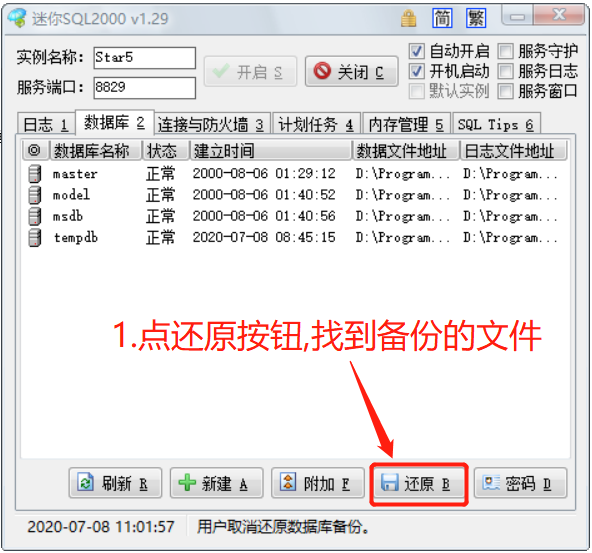 迷你SQL2000 v1.29 简 繁
实例名称: Star5
服务端口: 8829
开启 S 关闭 C
自动开启 服务守护
开机启动 服务日志
默认实例 服务窗口
日志 1 数据库 2 连接与防火墙 3 计划任务 4 内存管理 5 SQL Tips 6
数据库名称 状态 建立时间 数据文件地址 日志文件地址
master 正常 2000-08-06 01:29:12 D:\Program... D:\Program...
model 正常 2000-08-06 01:40:52 D:\Program... D:\Program...
msdb 正常 2000-08-06 01:40:56 D:\Program... D:\Program...
tempdb 正常 2020-07-08 08:45:15 D:\Program... D:\Program...
1.点还原按钮,找到备份的文件
刷新 R 新建 A 附加 F 还原 B 密码 D
2020-07-08 11:01:57 用户取消还原数据库备份。